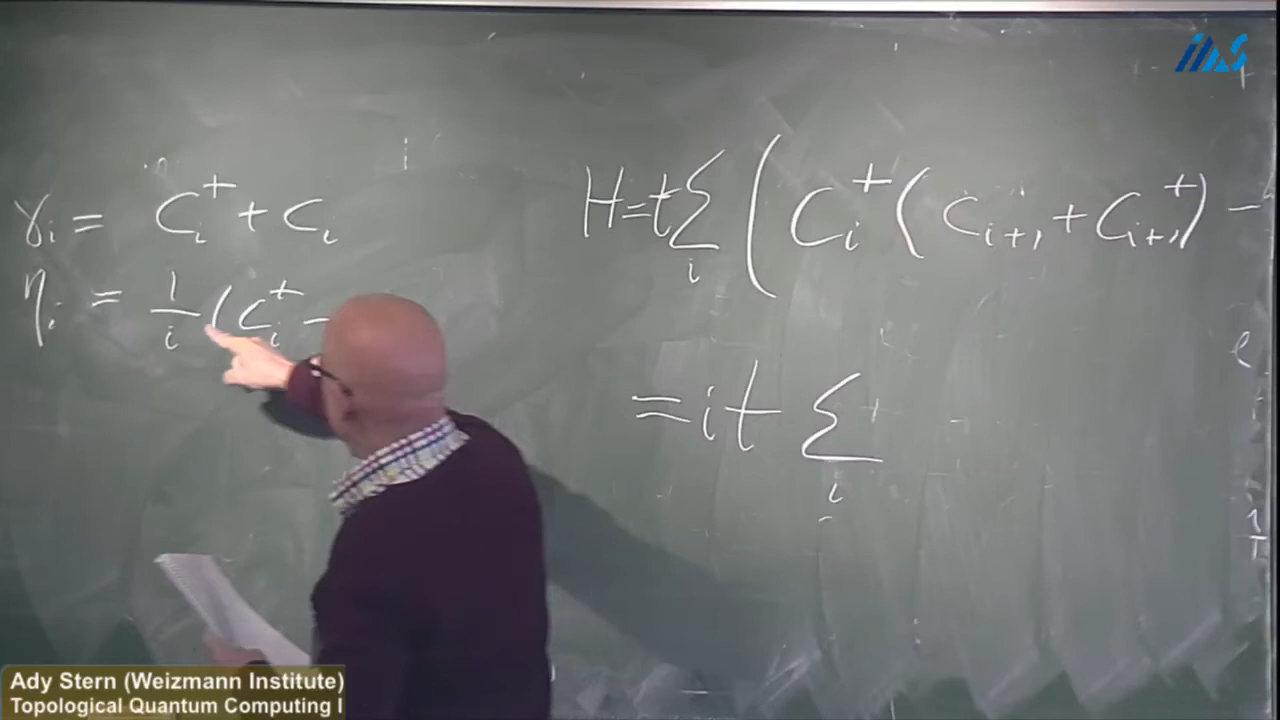 γᵢ = Cᵢ⁺ + Cᵢ
ηᵢ = 1/i (Cᵢ⁺ −
H = t Σᵢ ( Cᵢ⁺ ( Cᵢ₊₁ + Cᵢ₊₁⁺ ) −
= it Σᵢ
IIAS
Ady Stern (Weizmann Institute)
Topological Quantum Computing I